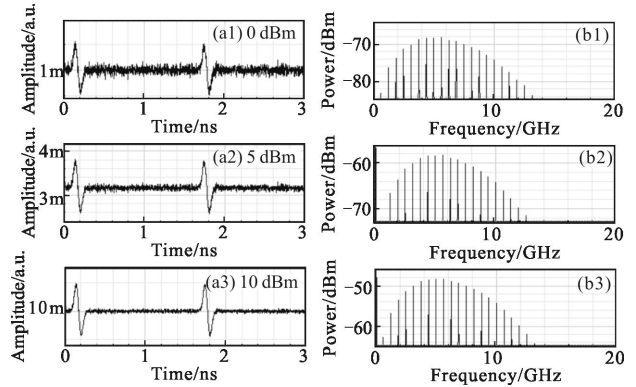 Amplitude/a.u.
1m
(a1) 0 dBm
0 1 2 3
Time/ns
Power/dBm
−70
−80
(b1)
0 10 20
Frequency/GHz
Amplitude/a.u.
4m
3m
(a2) 5 dBm
0 1 2 3
Time/ns
Power/dBm
−60
−70
(b2)
0 10 20
Frequency/GHz
Amplitude/a.u.
10m
(a3) 10 dBm
0 1 2 3
Time/ns
Power/dBm
−50
−60
(b3)
0 10 20
Frequency/GHz